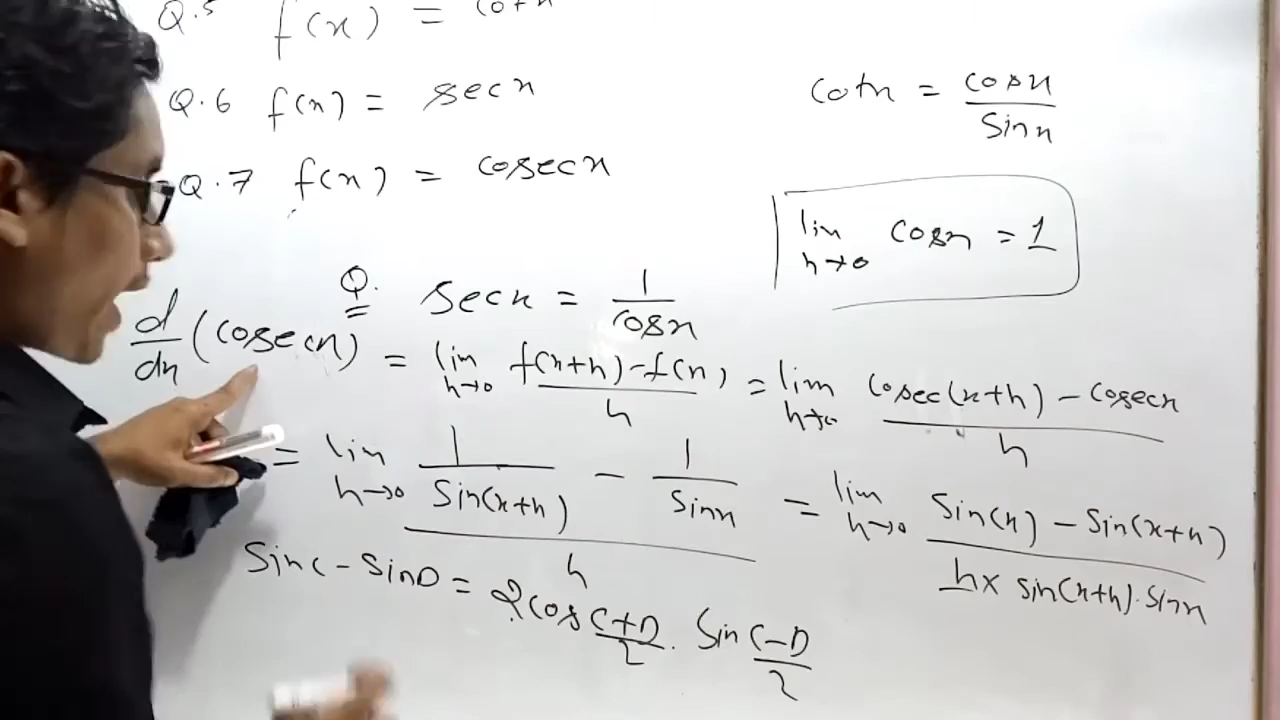 Q.5 f(x) = cotx
Q.6 f(x) = secx
Q.7 f(x) = cosecx
cotx = cosx / sinx
lim h→0 cosx = 1
Q. secx = 1 / cosx
d/dx (cosecx) = lim h→0 f(x+h) - f(x) / h = lim h→0 cosec(x+h) - cosecx / h
= lim h→0 1 / sin(x+h) - 1 / sinx / h = lim h→0 sin(x) - sin(x+h) / h× sin(x+h).sinx
sinC - sinD = 2cos C+D / 2 . sin C-D / 2